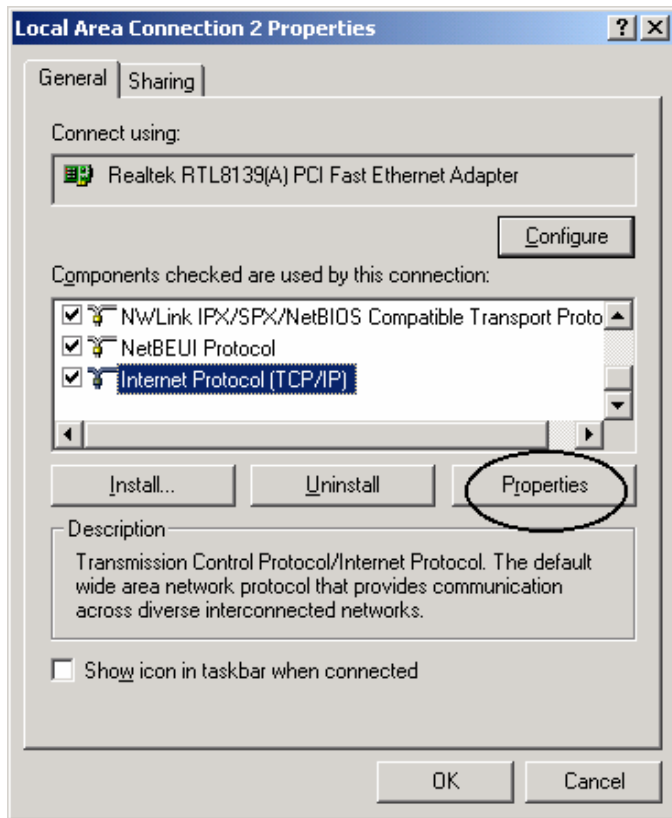 Local Area Connection 2 Properties
General
Sharing
Connect using:
Realtek RTL8139(A) PCI Fast Ethernet Adapter
Configure
Components checked are used by this connection:
NWLink IPX/SPX/NetBIOS Compatible Transport Proto
NetBEUI Protocol
Internet Protocol (TCP/IP)
Install...
Uninstall
Properties
Description
Transmission Control Protocol/Internet Protocol. The default
wide area network protocol that provides communication
across diverse interconnected networks.
Show icon in taskbar when connected
OK
Cancel